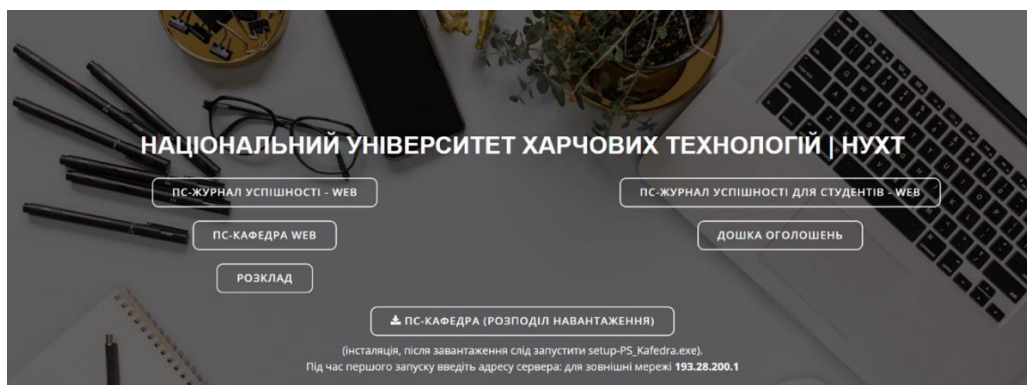 НАЦІОНАЛЬНИЙ УНІВЕРСИТЕТ ХАРЧОВИХ ТЕХНОЛОГІЙ | НУХТ
ПС-ЖУРНАЛ УСПІШНОСТІ - WEB
ПС-ЖУРНАЛ УСПІШНОСТІ ДЛЯ СТУДЕНТІВ - WEB
ПС-КАФЕДРА WEB
ДОШКА ОГОЛОШЕНЬ
РОЗКЛАД
ПС-КАФЕДРА (РОЗПОДІЛ НАВАНТАЖЕННЯ)
(інсталяція, після завантаження слід запустити setup-PS_Kafedra.exe).
Під час першого запуску введіть адресу сервера: для зовнішні мережі 193.28.200.1